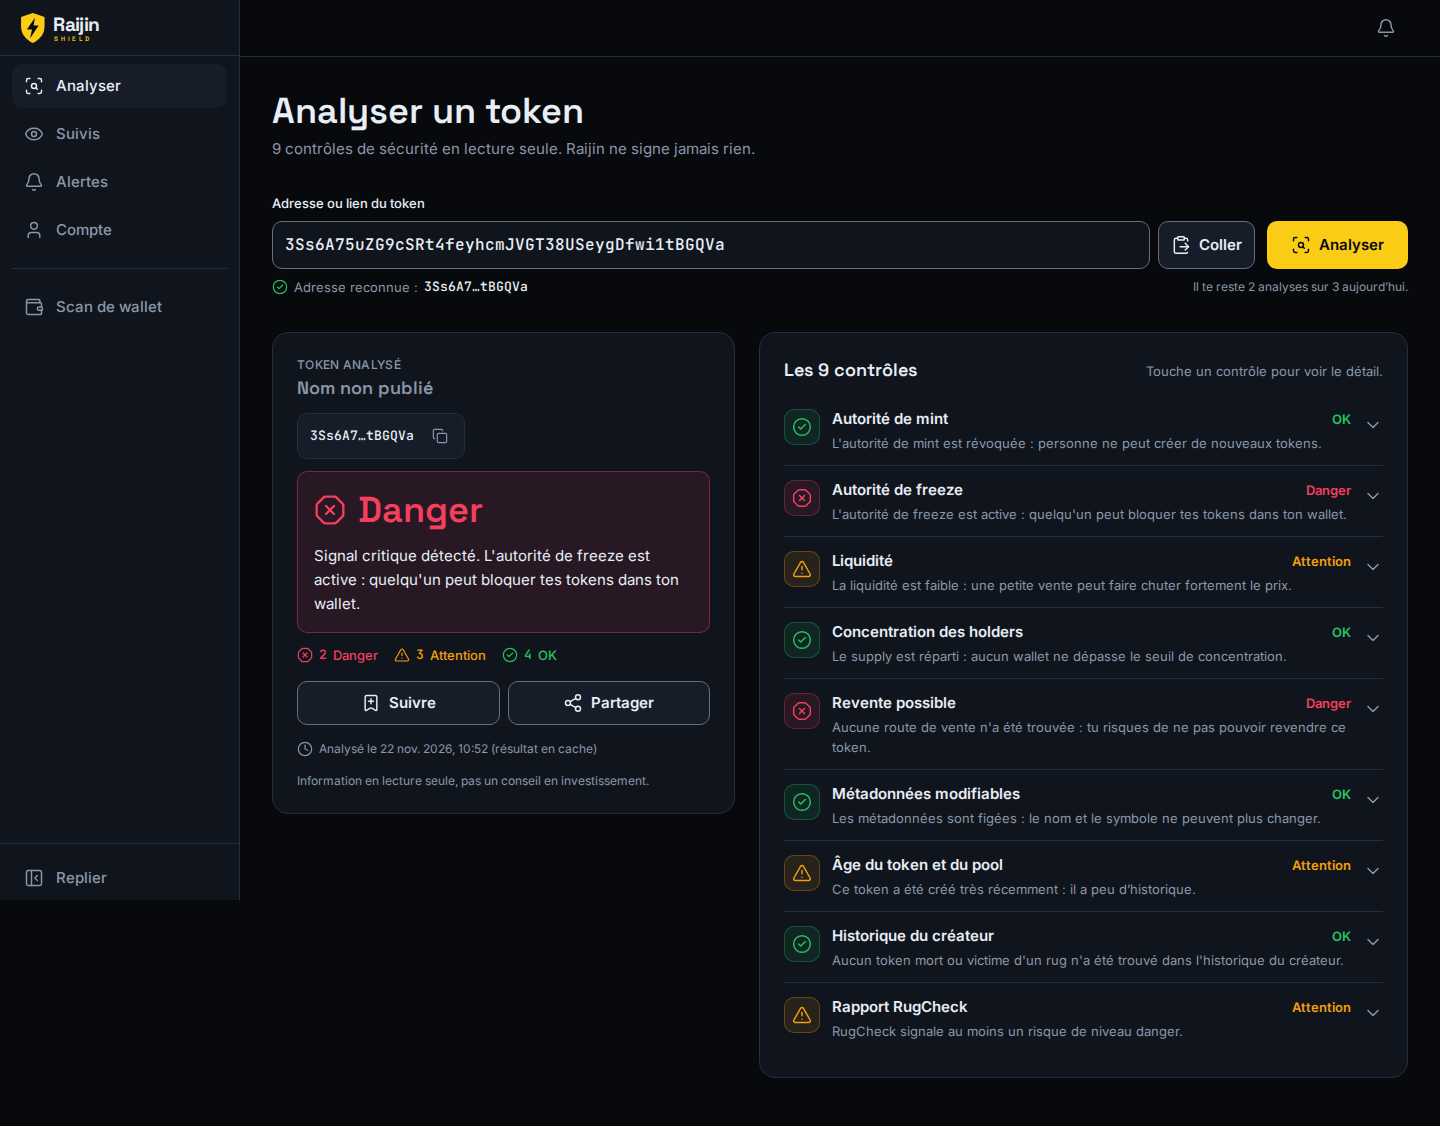 Raijin
SHIELD
Analyser
Suivis
Alertes
Compte
Scan de wallet
Replier
Analyser un token
9 contrôles de sécurité en lecture seule. Raijin ne signe jamais rien.
Adresse ou lien du token
3Ss6A75uZG9cSRt4feyhcmJVGT38USeygDfwi1tBGQVa
Coller
Analyser
Adresse reconnue : 3Ss6A7…tBGQVa
Il te reste 2 analyses sur 3 aujourd'hui.
TOKEN ANALYSÉ
Nom non publié
3Ss6A7…tBGQVa
Danger
Signal critique détecté. L'autorité de freeze est
active : quelqu'un peut bloquer tes tokens dans ton
wallet.
2 Danger 3 Attention 4 OK
Suivre
Partager
Analysé le 22 nov. 2026, 10:52 (résultat en cache)
Information en lecture seule, pas un conseil en investissement.
Les 9 contrôles
Touche un contrôle pour voir le détail.
Autorité de mint
OK
L'autorité de mint est révoquée : personne ne peut créer de nouveaux tokens.
Autorité de freeze
Danger
L'autorité de freeze est active : quelqu'un peut bloquer tes tokens dans ton wallet.
Liquidité
Attention
La liquidité est faible : une petite vente peut faire chuter fortement le prix.
Concentration des holders
OK
Le supply est réparti : aucun wallet ne dépasse le seuil de concentration.
Revente possible
Danger
Aucune route de vente n'a été trouvée : tu risques de ne pas pouvoir revendre ce
token.
Métadonnées modifiables
OK
Les métadonnées sont figées : le nom et le symbole ne peuvent plus changer.
Âge du token et du pool
Attention
Ce token a été créé très récemment : il a peu d'historique.
Historique du créateur
OK
Aucun token mort ou victime d'un rug n'a été trouvé dans l'historique du créateur.
Rapport RugCheck
Attention
RugCheck signale au moins un risque de niveau danger.